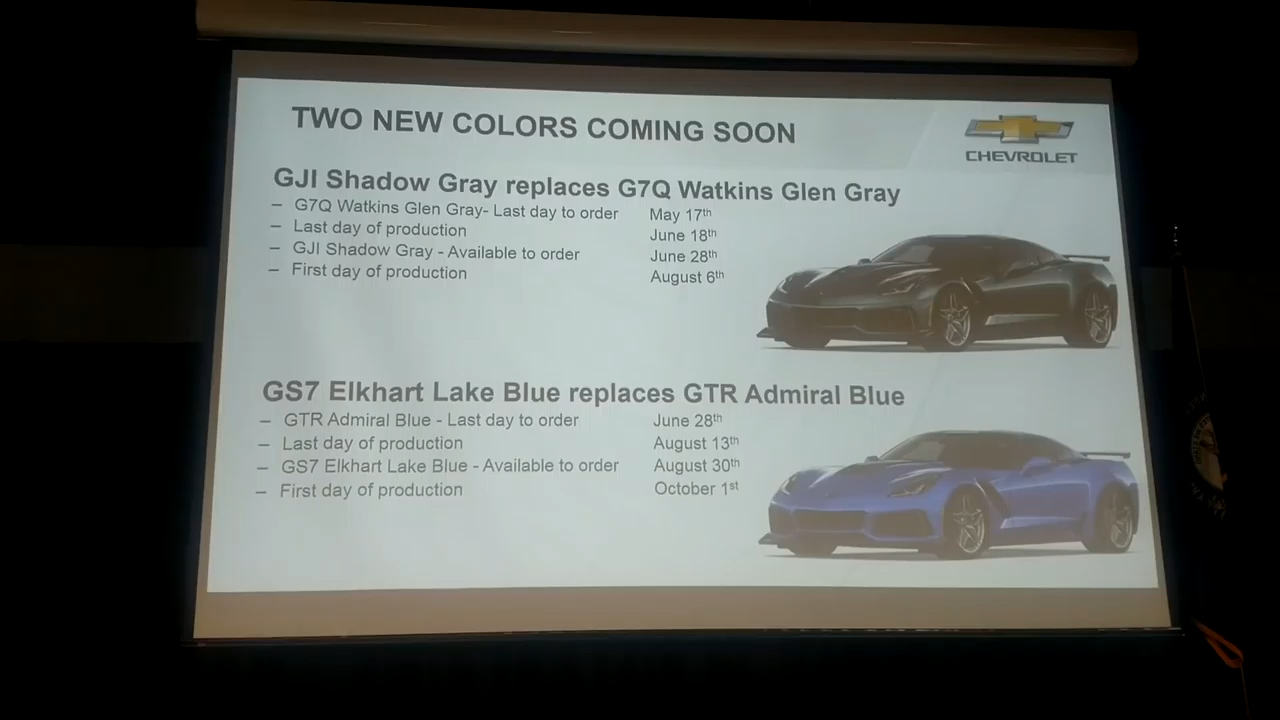 TWO NEW COLORS COMING SOON
CHEVROLET
GJI Shadow Gray replaces G7Q Watkins Glen Gray
– G7Q Watkins Glen Gray- Last day to order May 17th
– Last day of production June 18th
– GJI Shadow Gray - Available to order June 28th
– First day of production August 6th
GS7 Elkhart Lake Blue replaces GTR Admiral Blue
– GTR Admiral Blue - Last day to order June 28th
– Last day of production August 13th
– GS7 Elkhart Lake Blue - Available to order August 30th
– First day of production October 1st